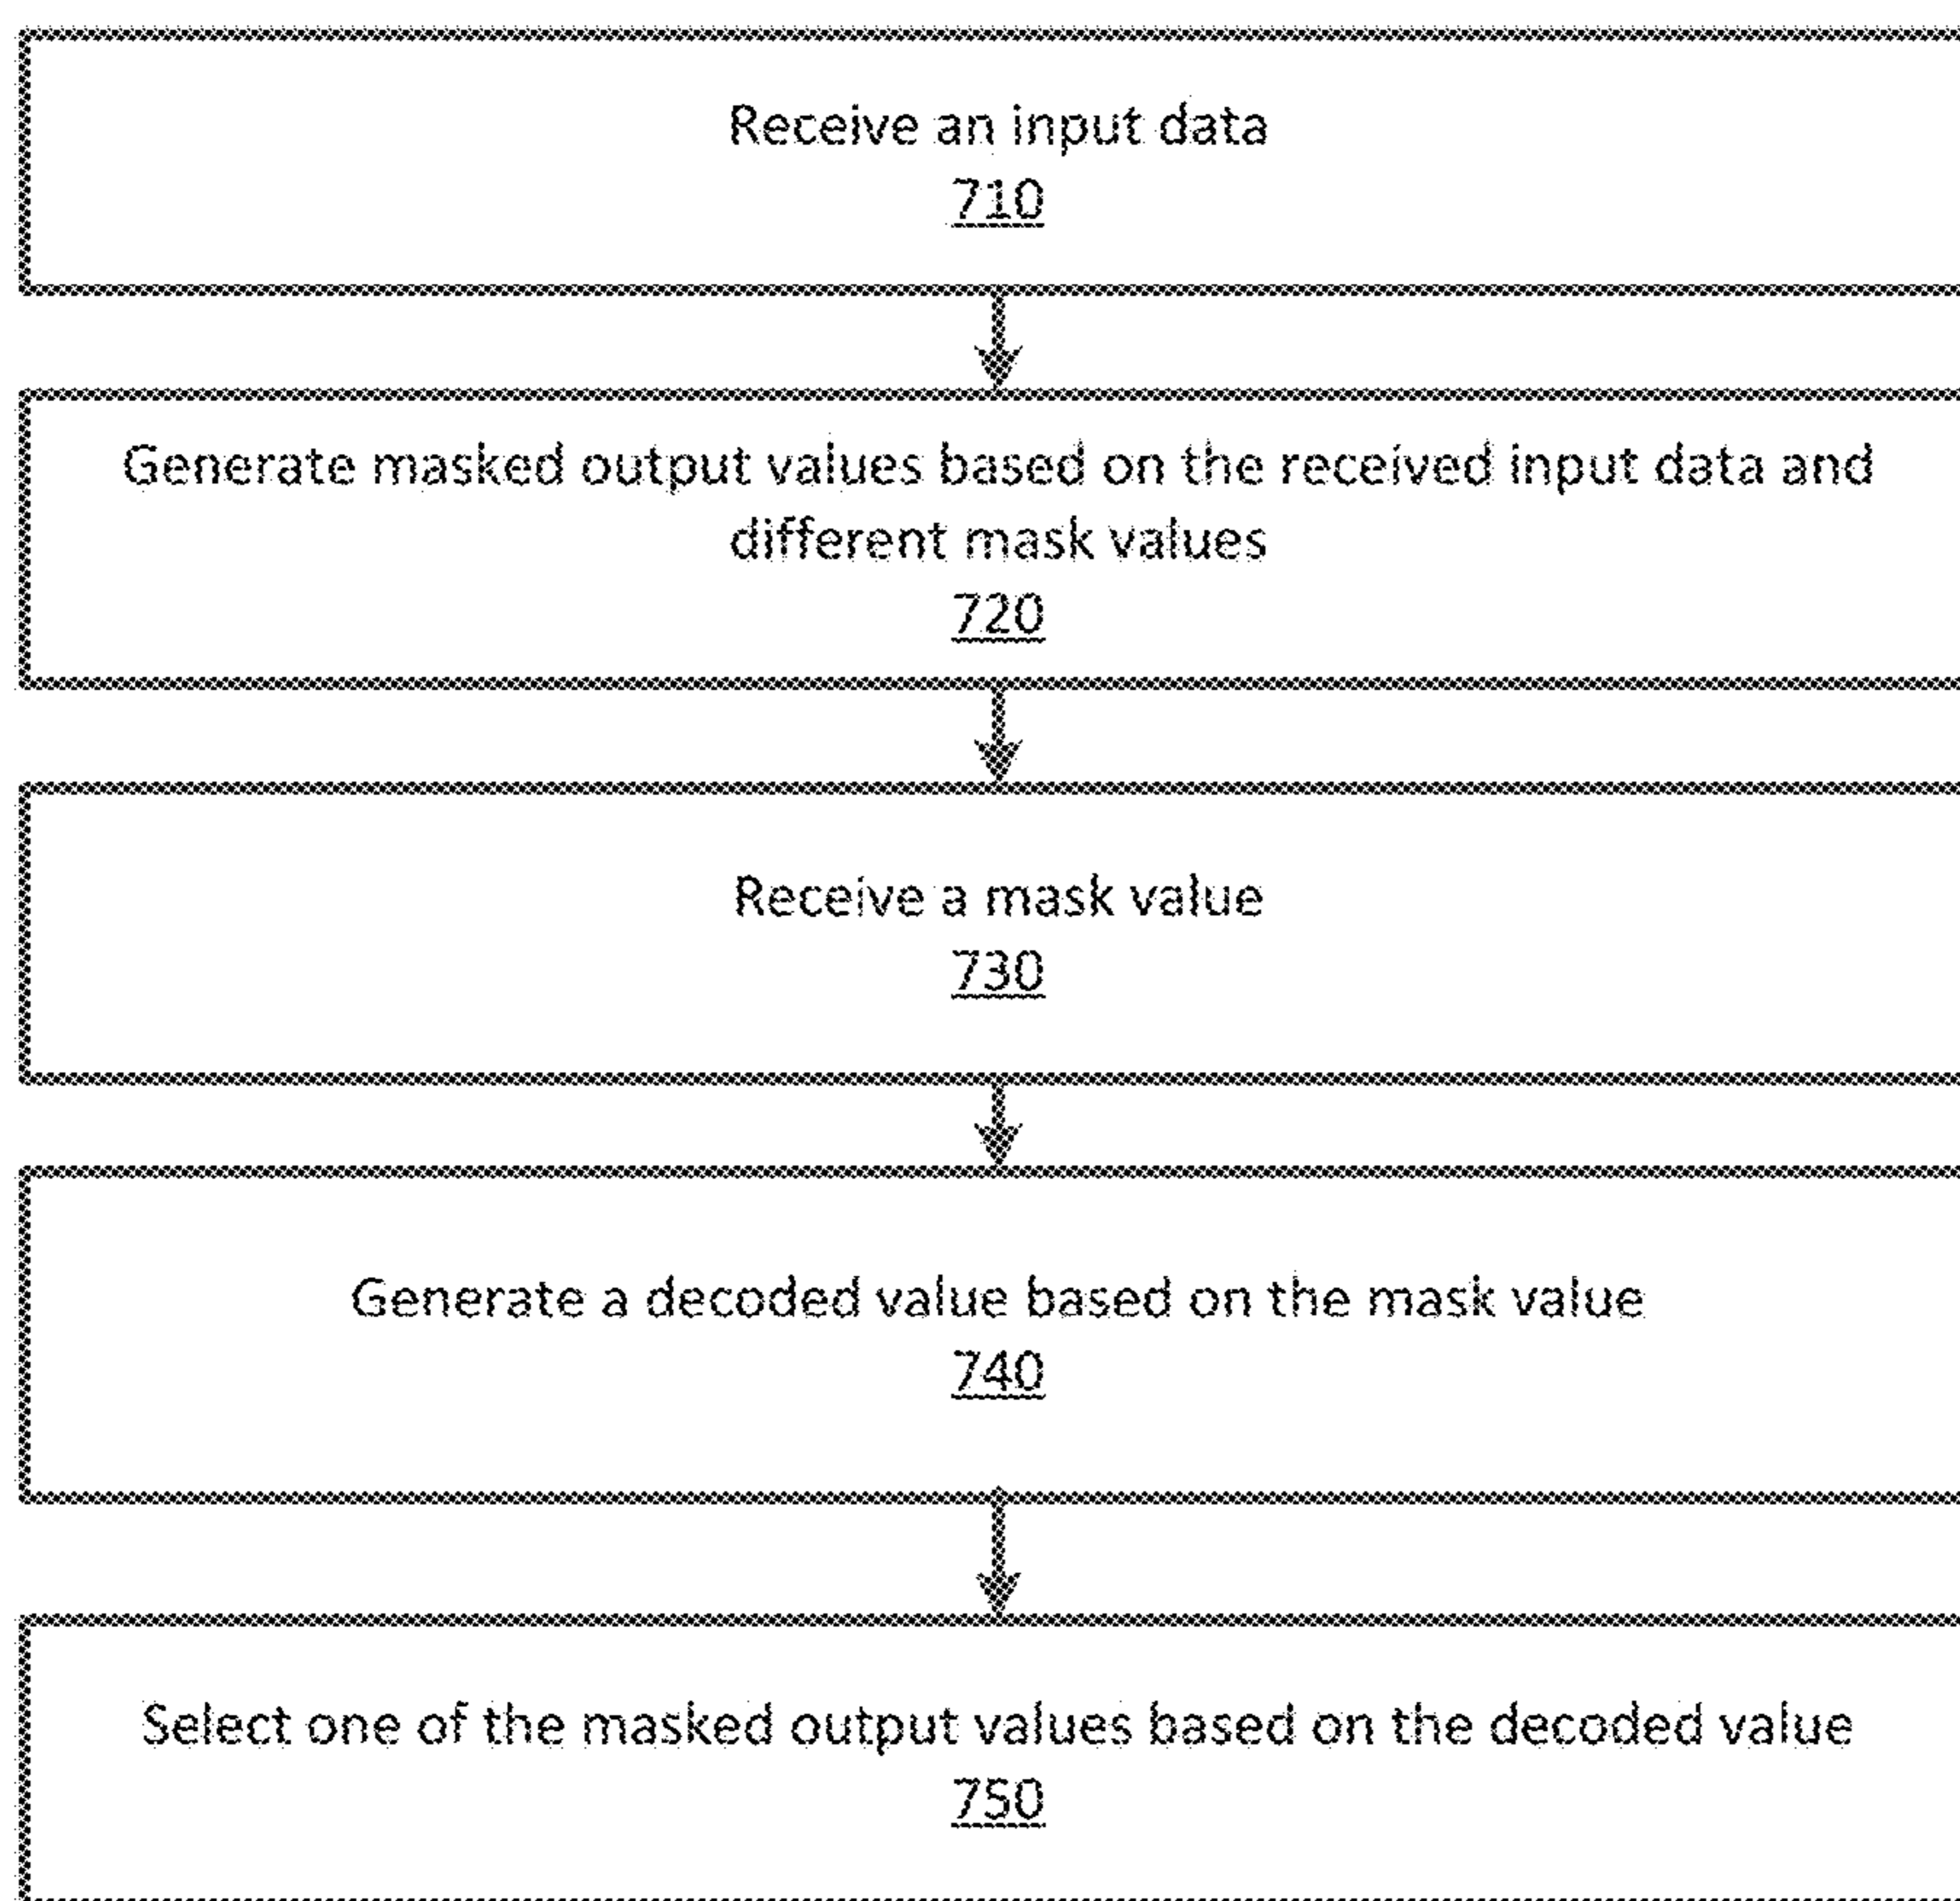 Receive an input data
710
Generate masked output values based on the received input data and
different mask values
720
Receive a mask value
730
Generate a decoded value based on the mask value
740
Select one of the masked output values based on the decoded value
750